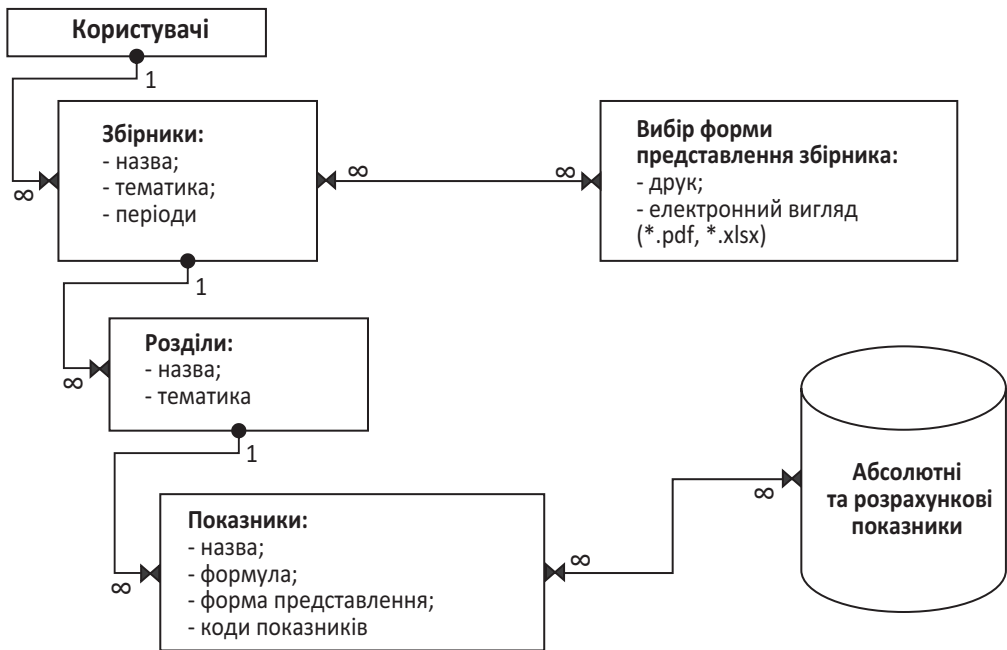 Користувачі
1
∞
Збірники:
- назва;
- тематика;
- періоди
∞
∞
Вибір форми
представлення збірника:
- друк;
- електронний вигляд
(*.pdf, *.xlsx)
1
∞
Розділи:
- назва;
- тематика
1
∞
Показники:
- назва;
- формула;
- форма представлення;
- коди показників
∞
∞
Абсолютні
та розрахункові
показники